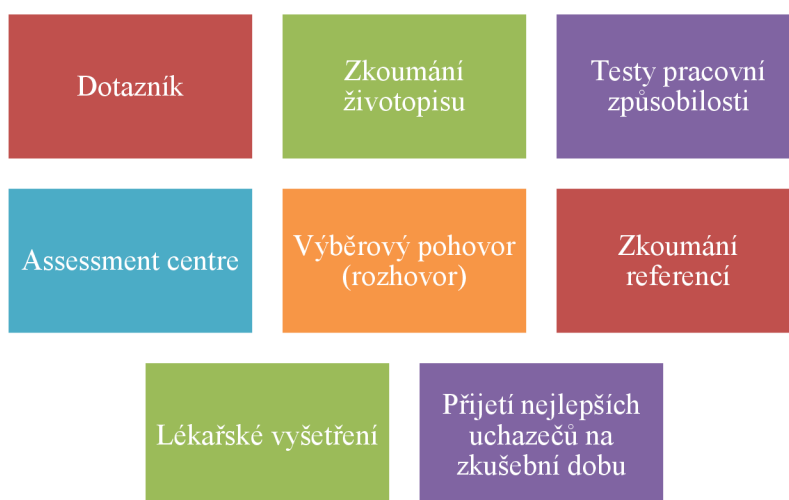 Dotazník
Zkoumání
životopisu
Testy pracovní
způsobilosti
Assessment centre
Výběrový pohovor
(rozhovor)
Zkoumání
referencí
Lékařské vyšetření
Přijetí nejlepších
uchazečů na
zkušební dobu